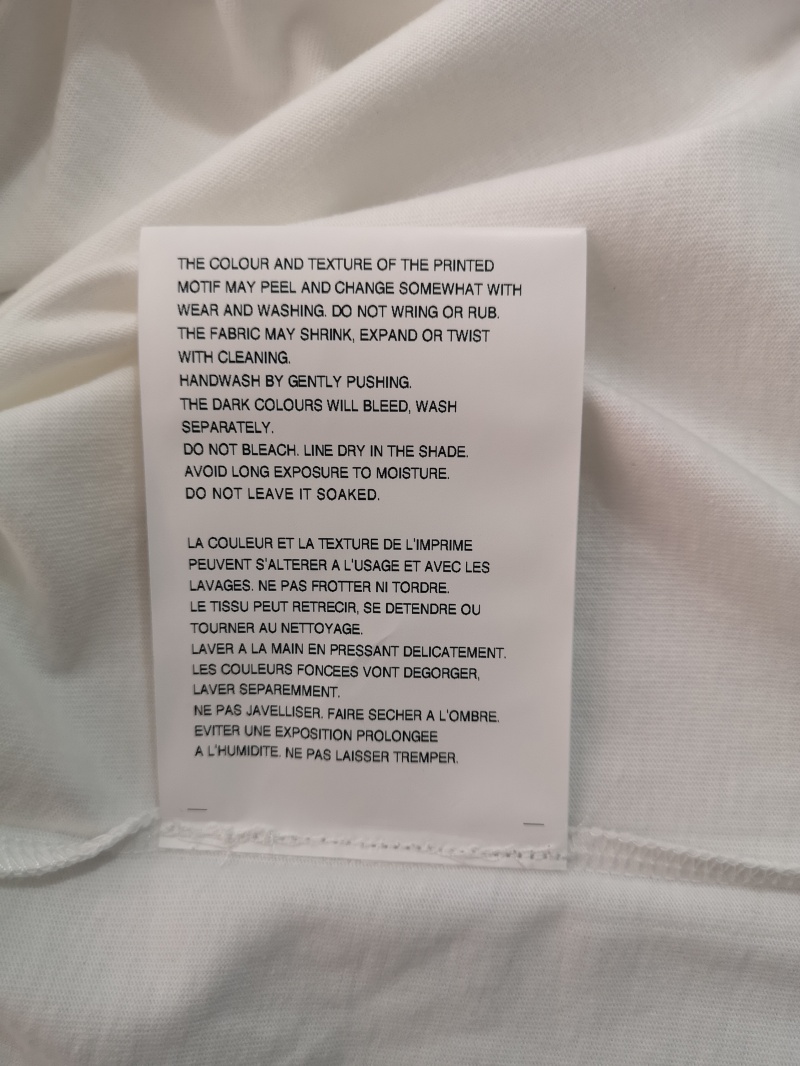 THE COLOUR AND TEXTURE OF THE PRINTED
MOTIF MAY PEEL AND CHANGE SOMEWHAT WITH
WEAR AND WASHING. DO NOT WRING OR RUB.
THE FABRIC MAY SHRINK, EXPAND OR TWIST
WITH CLEANING.
HANDWASH BY GENTLY PUSHING.
THE DARK COLOURS WILL BLEED, WASH
SEPARATELY.
DO NOT BLEACH. LINE DRY IN THE SHADE.
AVOID LONG EXPOSURE TO MOISTURE.
DO NOT LEAVE IT SOAKED.
LA COULEUR ET LA TEXTURE DE L'IMPRIME
PEUVENT S'ALTERER A L'USAGE ET AVEC LES
LAVAGES. NE PAS FROTTER NI TORDRE.
LE TISSU PEUT RETRECIR, SE DETENDRE OU
TOURNER AU NETTOYAGE.
LAVER A LA MAIN EN PRESSANT DELICATEMENT.
LES COULEURS FONCEES VONT DEGORGER,
LAVER SEPAREMMENT.
NE PAS JAVELLISER. FAIRE SECHER A L'OMBRE.
EVITER UNE EXPOSITION PROLONGEE
A L'HUMIDITE. NE PAS LAISSER TREMPER.